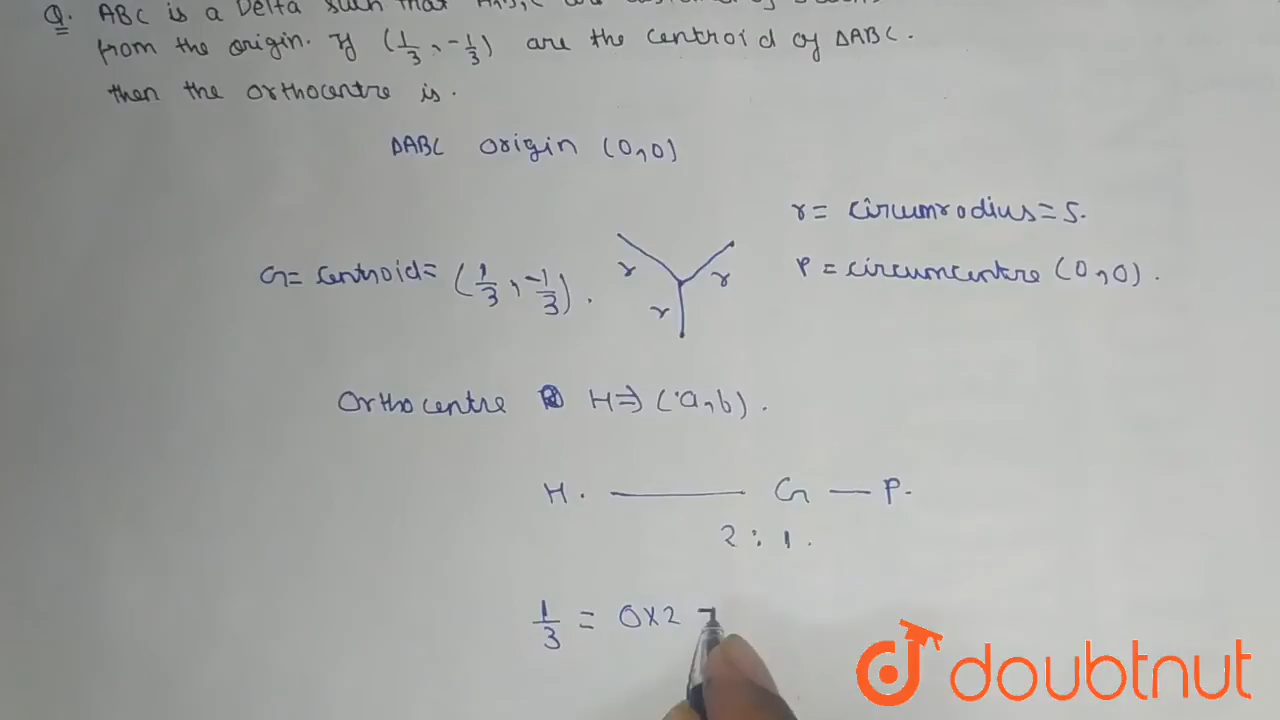 Q. ABC is a Delta such that
from the origin. If (1/3, -1/3) are the centroid of ΔABC.
then the orthocentre is.
ΔABC origin (0,0)
r = circumrodius = 5.
G = centroid = (1/3, -1/3).
r r
r
P = circumcentre (0,0).
Orthocentre H ⇒ (a,b).
H. G P.
2 : 1.
1/3 = 0×2
doubtnut